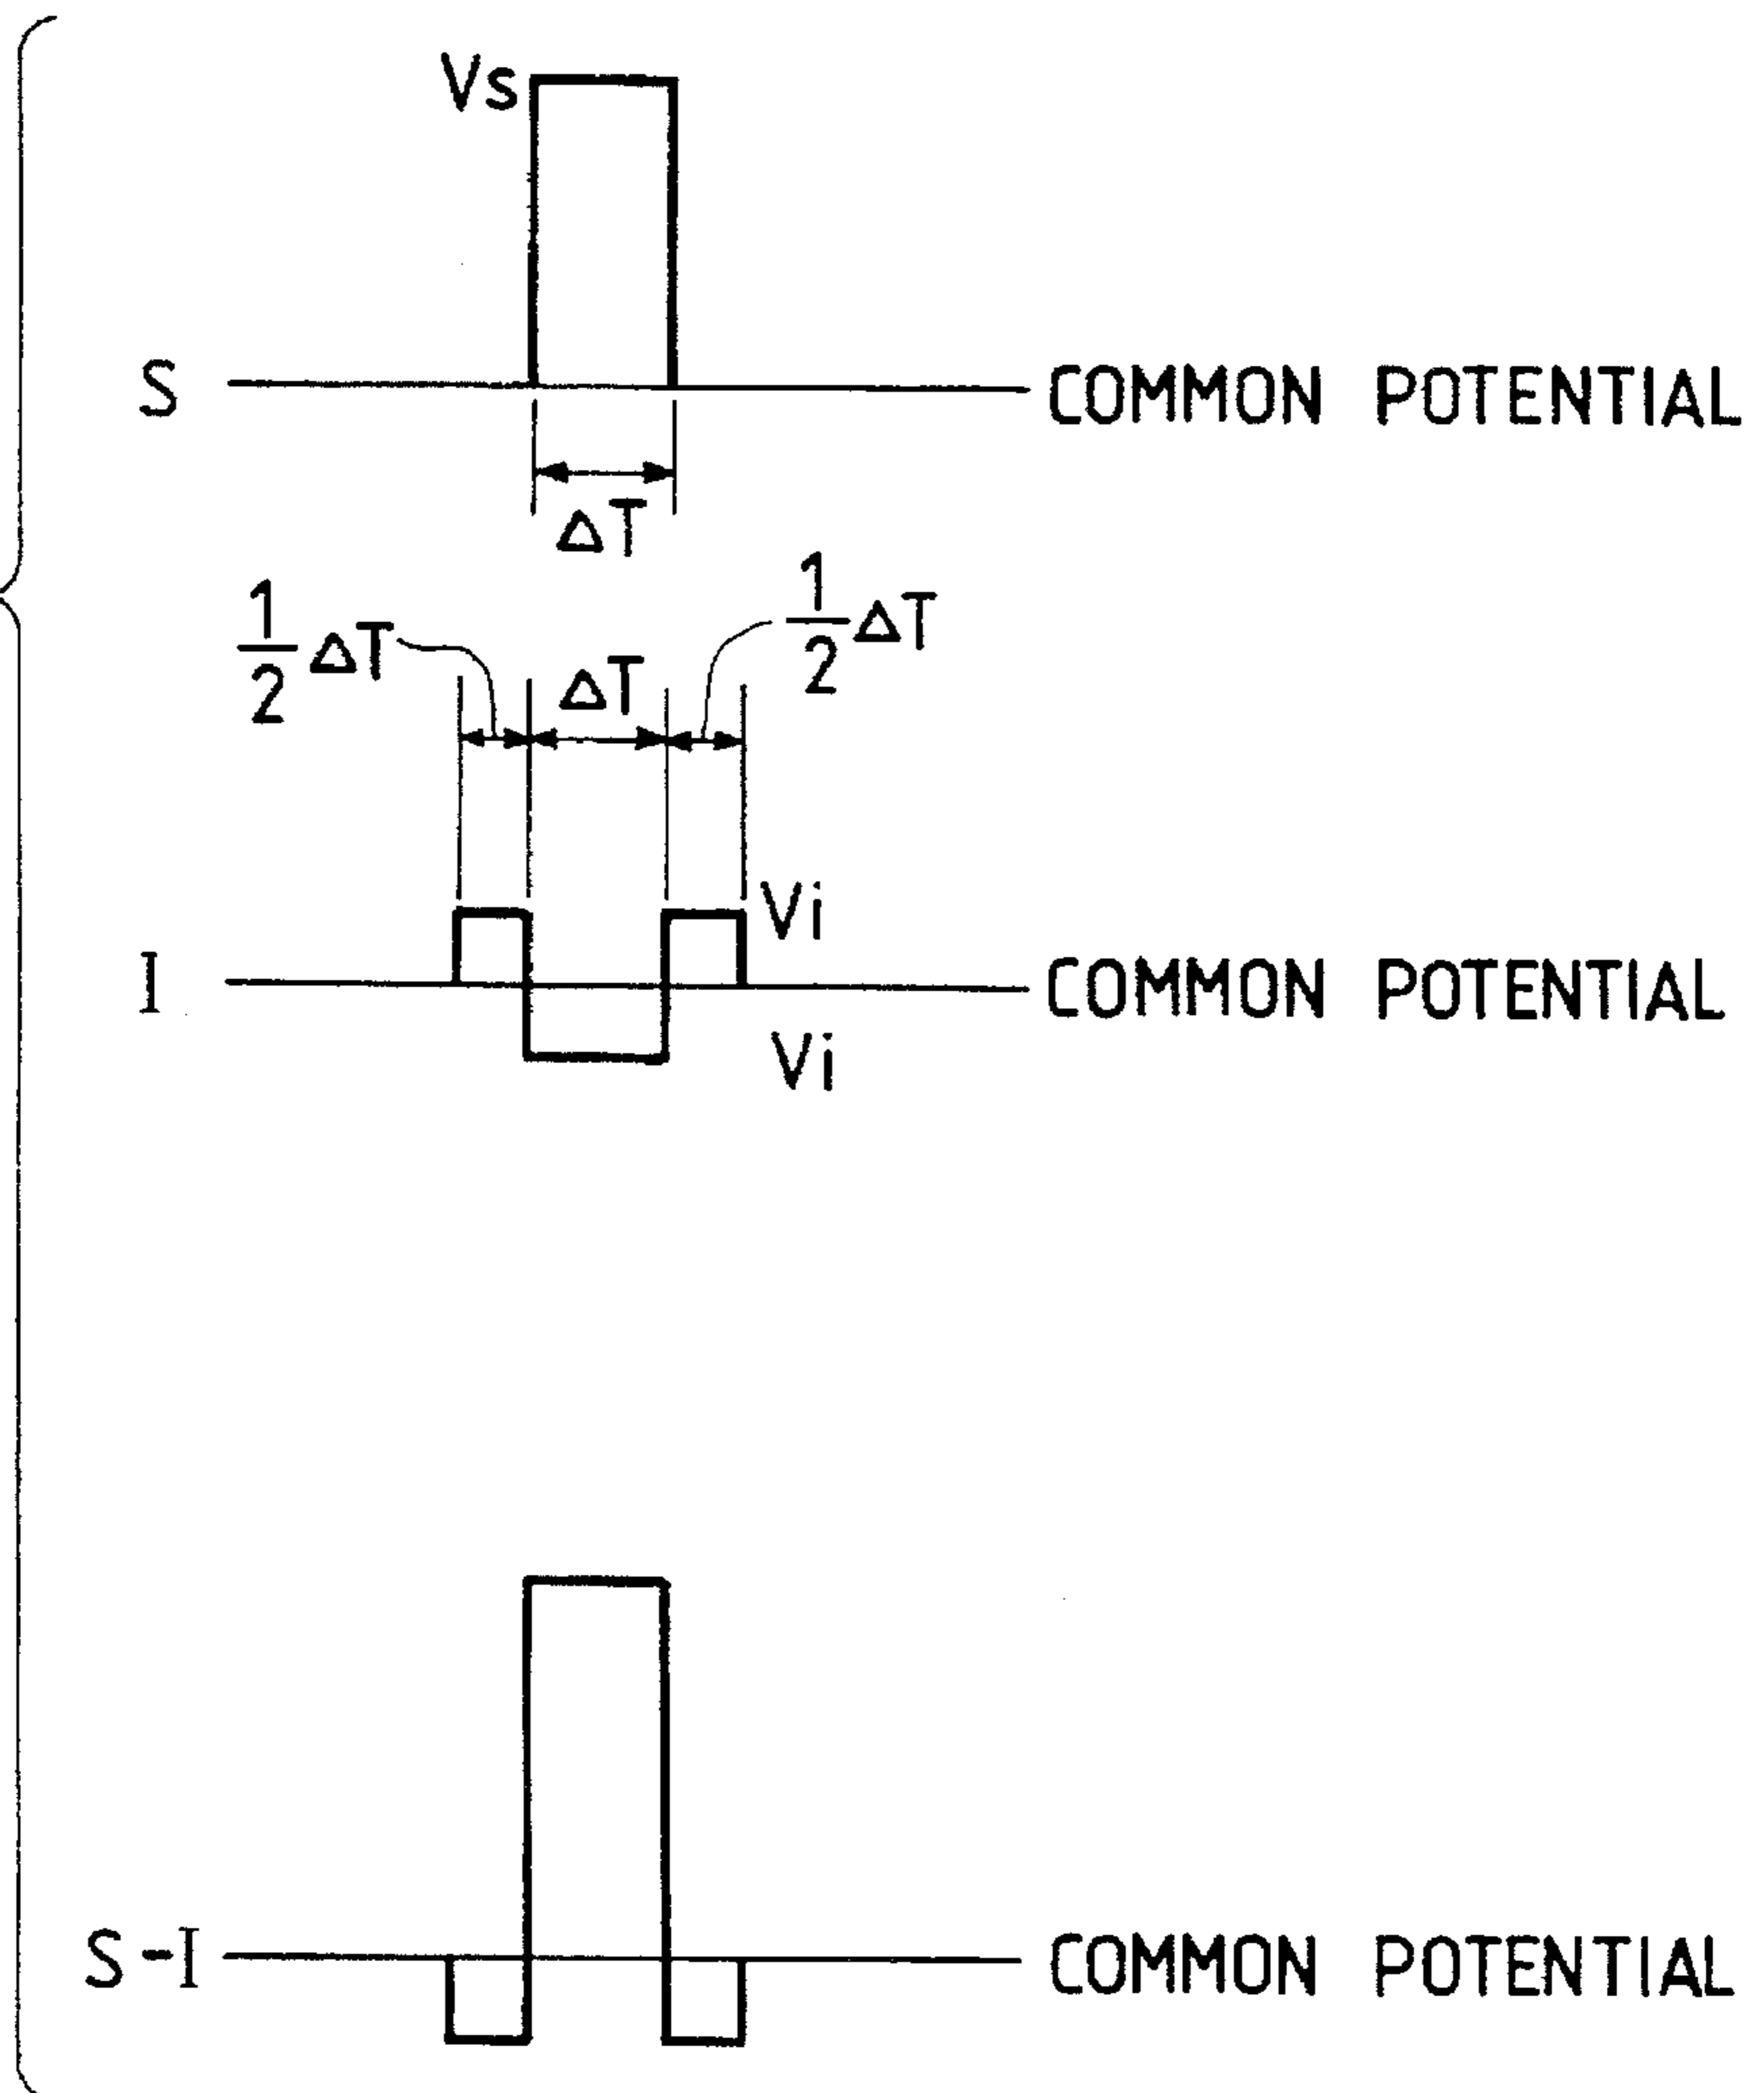 Vs
S COMMON POTENTIAL
ΔT
1/2 ΔT ΔT 1/2 ΔT
Vi
I COMMON POTENTIAL
Vi
S-I COMMON POTENTIAL